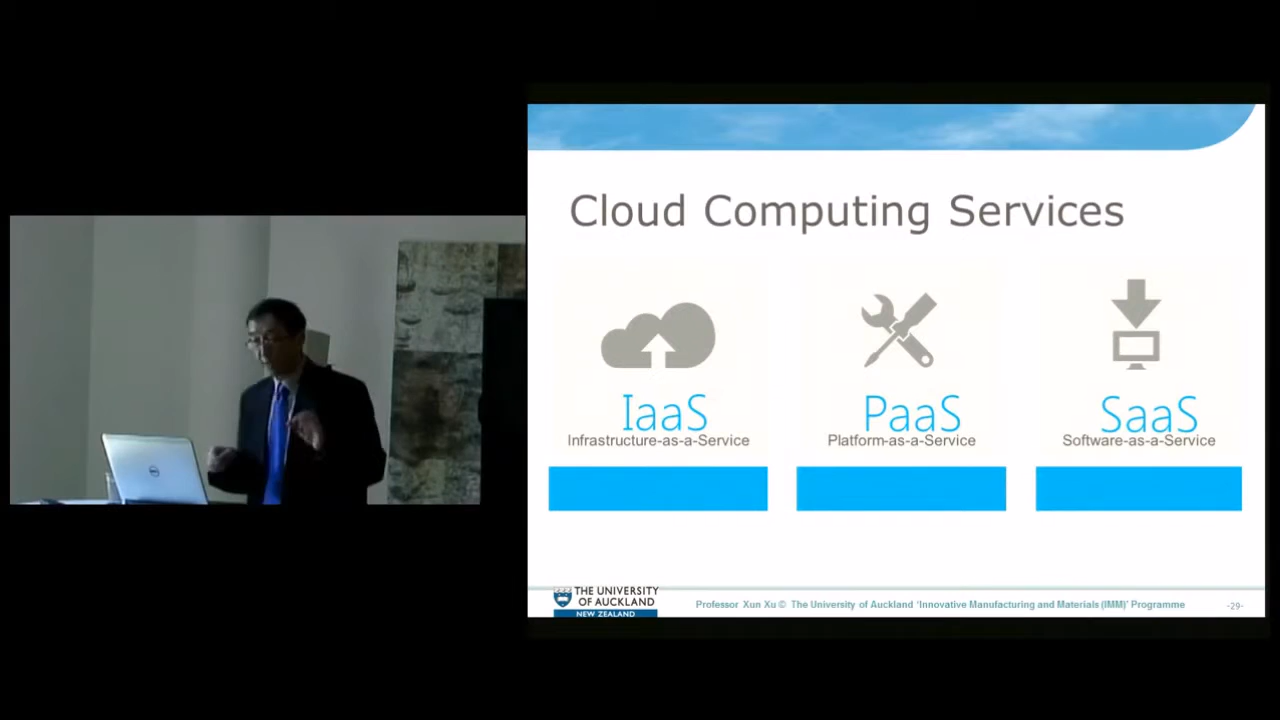 Cloud Computing Services
IaaS
Infrastructure-as-a-Service
PaaS
Platform-as-a-Service
SaaS
Software-as-a-Service
THE UNIVERSITY
OF AUCKLAND
NEW ZEALAND
Professor Xun Xu © The University of Auckland ‘Innovative Manufacturing and Materials (IMM)’ Programme
-29-